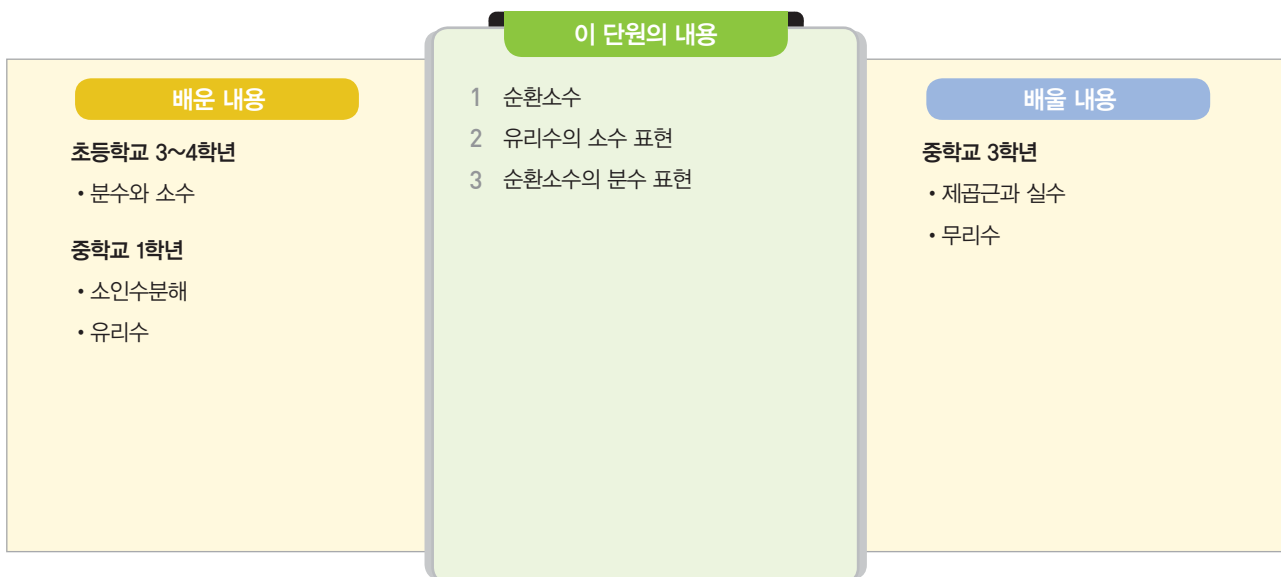 배운 내용
초등학교 3~4학년
• 분수와 소수
중학교 1학년
• 소인수분해
• 유리수
이 단원의 내용
1 순환소수
2 유리수의 소수 표현
3 순환소수의 분수 표현
배울 내용
중학교 3학년
• 제곱근과 실수
• 무리수